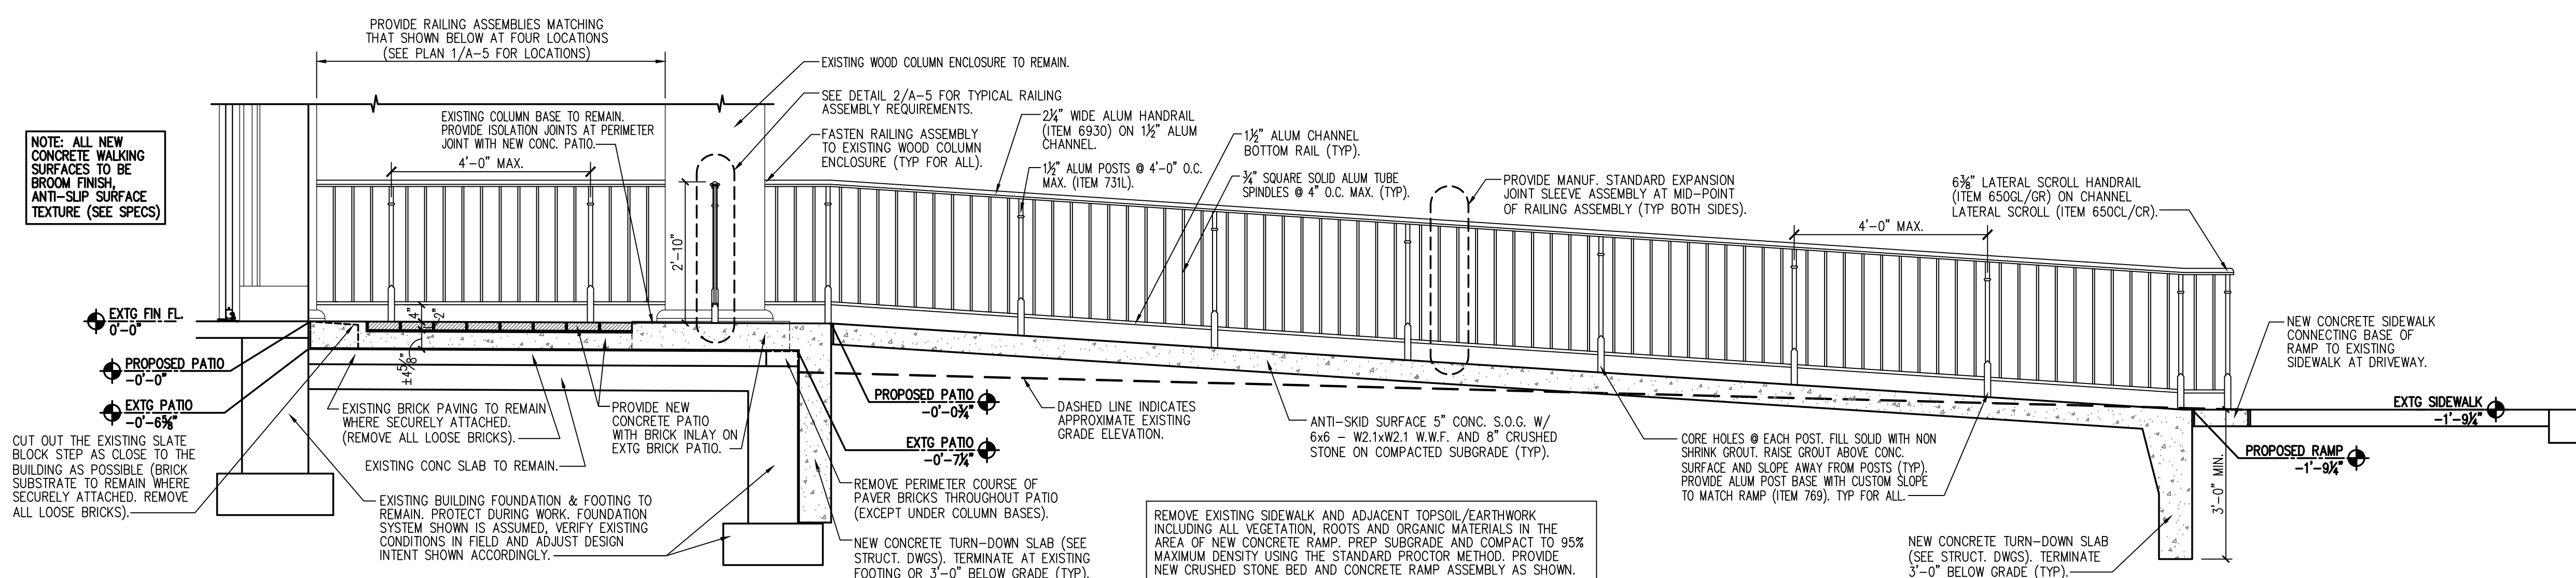 PROVIDE RAILING ASSEMBLIES MATCHING
THAT SHOWN BELOW AT FOUR LOCATIONS
(SEE PLAN 1/A-5 FOR LOCATIONS)
NOTE: ALL NEW
CONCRETE WALKING
SURFACES TO BE
BROOM FINISH,
ANTI-SLIP SURFACE
TEXTURE (SEE SPECS)
EXISTING COLUMN BASE TO REMAIN.
PROVIDE ISOLATION JOINTS AT PERIMETER
JOINT WITH NEW CONC. PATIO.
4'-0" MAX.
EXISTING WOOD COLUMN ENCLOSURE TO REMAIN.
SEE DETAIL 2/A-5 FOR TYPICAL RAILING
ASSEMBLY REQUIREMENTS.
FASTEN RAILING ASSEMBLY
TO EXISTING WOOD COLUMN
ENCLOSURE (TYP FOR ALL).
2¼" WIDE ALUM HANDRAIL
(ITEM 6930) ON 1½" ALUM
CHANNEL.
1½" ALUM POSTS @ 4'-0" O.C.
MAX. (ITEM 731L).
1½" ALUM CHANNEL
BOTTOM RAIL (TYP).
¾" SQUARE SOLID ALUM TUBE
SPINDLES @ 4" O.C. MAX. (TYP).
PROVIDE MANUF. STANDARD EXPANSION
JOINT SLEEVE ASSEMBLY AT MID-POINT
OF RAILING ASSEMBLY (TYP BOTH SIDES).
4'-0" MAX.
6⅜" LATERAL SCROLL HANDRAIL
(ITEM 650GL/GR) ON CHANNEL
LATERAL SCROLL (ITEM 650CL/CR).
2'-10"
4"
2"
±4⅝"
EXTG FIN FL.
0'-0"
PROPOSED PATIO
-0'-0"
EXTG PATIO
-0'-6⅝"
CUT OUT THE EXISTING SLATE
BLOCK STEP AS CLOSE TO THE
BUILDING AS POSSIBLE (BRICK
SUBSTRATE TO REMAIN WHERE
SECURELY ATTACHED. REMOVE
ALL LOOSE BRICKS).
EXISTING BRICK PAVING TO REMAIN
WHERE SECURELY ATTACHED.
(REMOVE ALL LOOSE BRICKS).
EXISTING CONC SLAB TO REMAIN.
PROVIDE NEW
CONCRETE PATIO
WITH BRICK INLAY ON
EXTG BRICK PATIO.
EXISTING BUILDING FOUNDATION & FOOTING TO
REMAIN. PROTECT DURING WORK. FOUNDATION
SYSTEM SHOWN IS ASSUMED, VERIFY EXISTING
CONDITIONS IN FIELD AND ADJUST DESIGN
INTENT SHOWN ACCORDINGLY.
PROPOSED PATIO
-0'-0¾"
EXTG PATIO
-0'-7¼"
REMOVE PERIMETER COURSE OF
PAVER BRICKS THROUGHOUT PATIO
(EXCEPT UNDER COLUMN BASES).
NEW CONCRETE TURN-DOWN SLAB (SEE
STRUCT. DWGS). TERMINATE AT EXISTING
FOOTING OR 3'-0" BELOW GRADE (TYP).
DASHED LINE INDICATES
APPROXIMATE EXISTING
GRADE ELEVATION.
ANTI-SKID SURFACE 5" CONC. S.O.G. W/
6x6 - W2.1xW2.1 W.W.F. AND 8" CRUSHED
STONE ON COMPACTED SUBGRADE (TYP).
REMOVE EXISTING SIDEWALK AND ADJACENT TOPSOIL/EARTHWORK
INCLUDING ALL VEGETATION, ROOTS AND ORGANIC MATERIALS IN THE
AREA OF NEW CONCRETE RAMP. PREP SUBGRADE AND COMPACT TO 95%
MAXIMUM DENSITY USING THE STANDARD PROCTOR METHOD. PROVIDE
NEW CRUSHED STONE BED AND CONCRETE RAMP ASSEMBLY AS SHOWN.
CORE HOLES @ EACH POST. FILL SOLID WITH NON
SHRINK GROUT. RAISE GROUT ABOVE CONC.
SURFACE AND SLOPE AWAY FROM POSTS (TYP).
PROVIDE ALUM POST BASE WITH CUSTOM SLOPE
TO MATCH RAMP (ITEM 769). TYP FOR ALL.
NEW CONCRETE SIDEWALK
CONNECTING BASE OF
RAMP TO EXISTING
SIDEWALK AT DRIVEWAY.
EXTG SIDEWALK
-1'-9¼"
PROPOSED RAMP
-1'-9¼"
3'-0" MIN.
NEW CONCRETE TURN-DOWN SLAB
(SEE STRUCT. DWGS). TERMINATE
3'-0" BELOW GRADE (TYP).